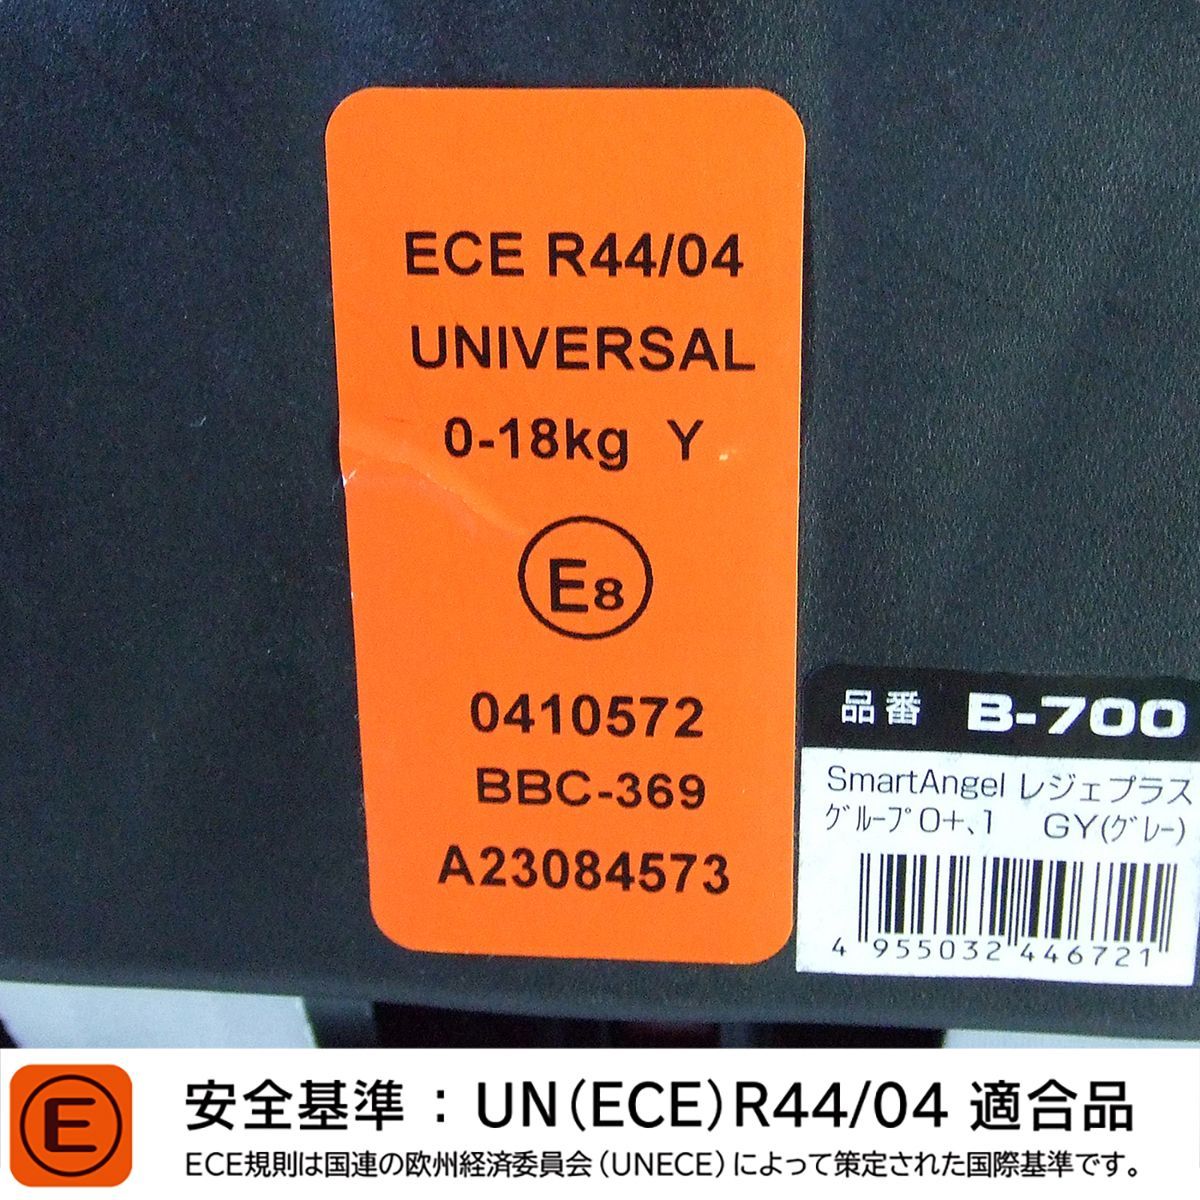 ECE R44/04
UNIVERSAL
0-18kg Y
E8
0410572
BBC-369
A23084573
品番 B-700
SmartAngel レジェプラス
ｸﾞﾙｰﾌﾟ0+、1 GY(ｸﾞﾚｰ)
4 955032 446721
E 安全基準：UN(ECE)R44/04 適合品
ECE規則は国連の欧州経済委員会（UNECE）によって策定された国際基準です。